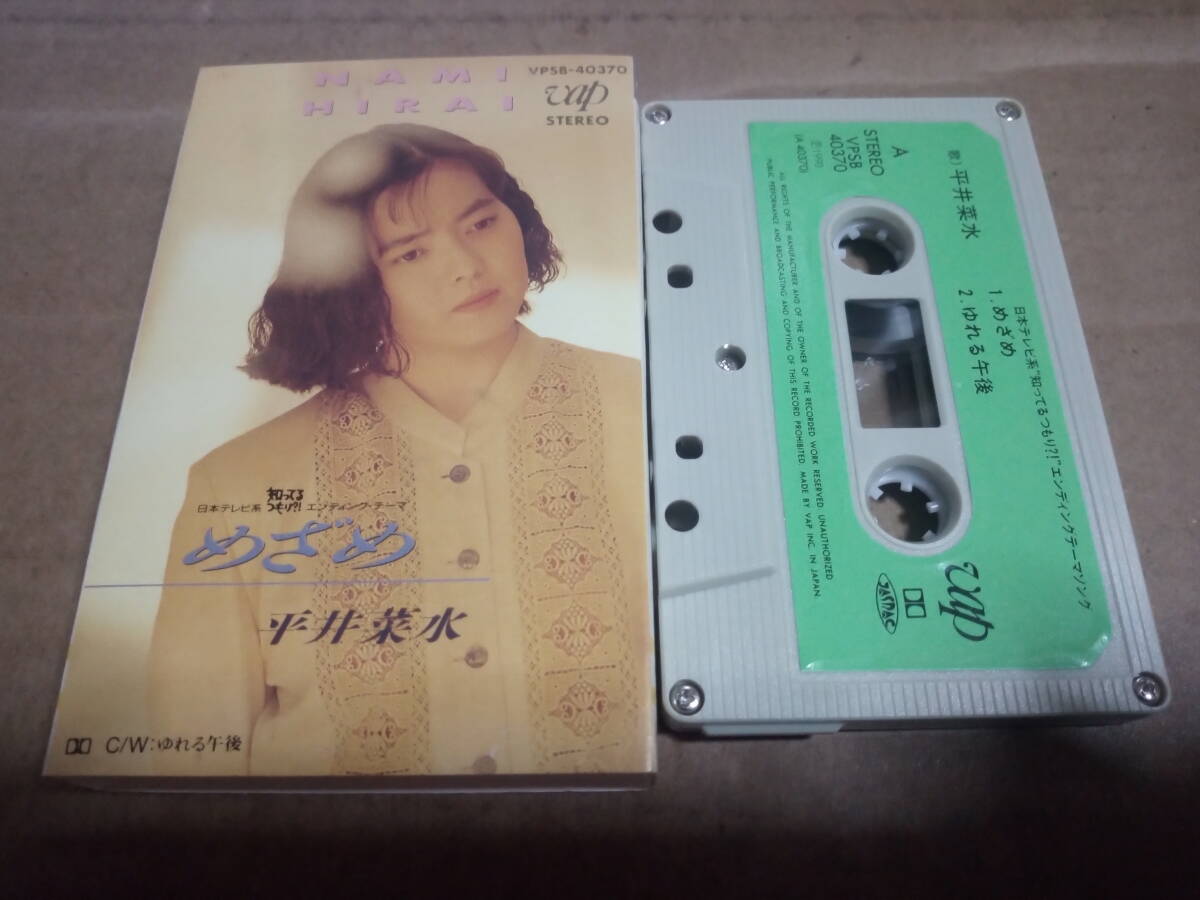 NAMI
HIRAI
VPSB-40370
vap
STEREO
日本テレビ系 知ってるつもり?! エンディング・テーマ
めざめ
平井菜水
C/W:ゆれる午後
A
STEREO
VPSB
40370
Ⓟ1990
(A 40370)
歌) 平井菜水
日本テレビ系“知ってるつもり?!”エンディングテーマソング
1. めざめ
2. ゆれる午後
ALL RIGHTS OF THE MANUFACTURER AND OF THE OWNER OF THE RECORDED WORK RESERVED. UNAUTHORIZED
PUBLIC PERFORMANCE AND BROADCASTING AND COPYING OF THIS RECORD PROHIBITED. MADE BY VAP INC. IN JAPAN.
vap
JASRAC